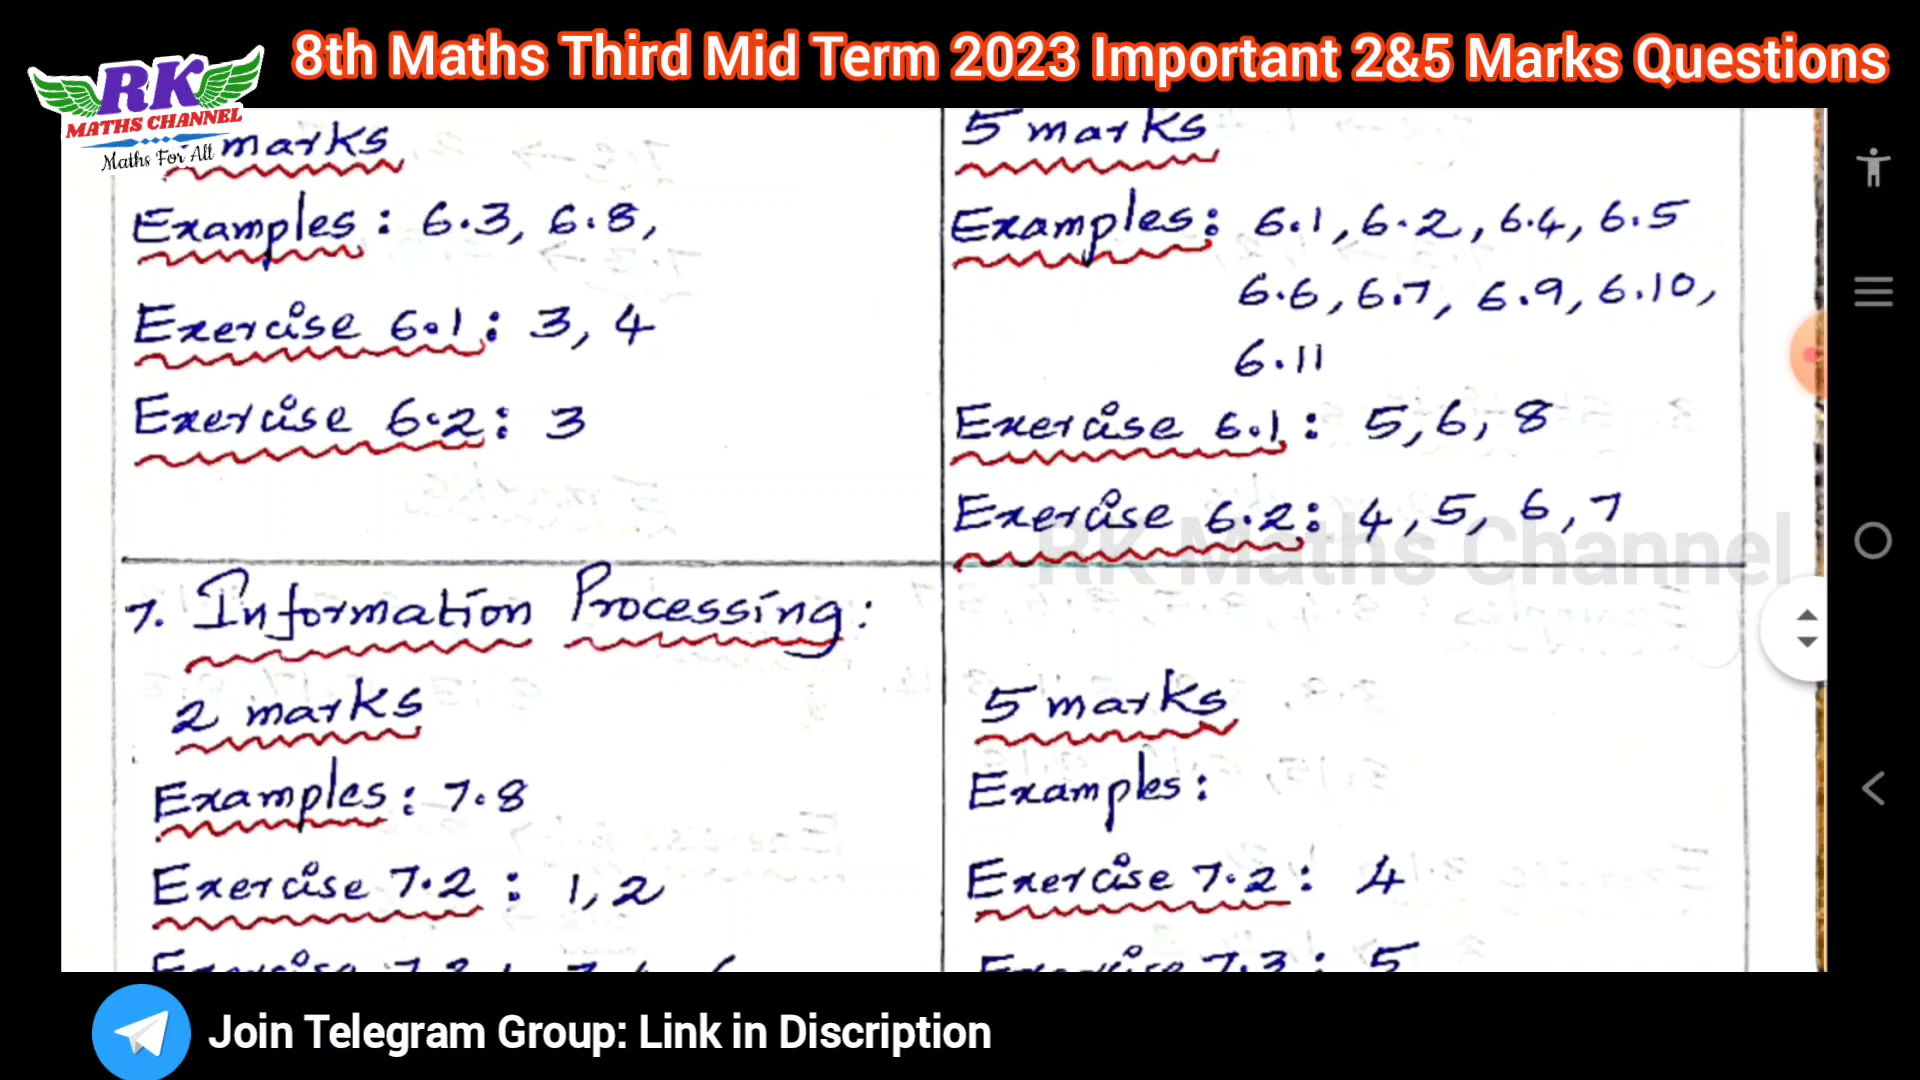 8th Maths Third Mid Term 2023 Important 2&5 Marks Questions
RK
MATHS CHANNEL
Maths For All
marks
Examples : 6.3, 6.8,
Exercise 6.1 : 3, 4
Exercise 6.2 : 3
5 marks
Examples: 6.1, 6.2, 6.4, 6.5
6.6, 6.7, 6.9, 6.10,
6.11
Exercise 6.1 : 5, 6, 8
Exercise 6.2 : 4, 5, 6, 7
RK Maths Channel
7. Information Processing :
2 marks
Examples : 7.8
Exercise 7.2 : 1, 2
5 marks
Examples :
Exercise 7.2 : 4
Exercise 7.3 : 5
Join Telegram Group: Link in Discription